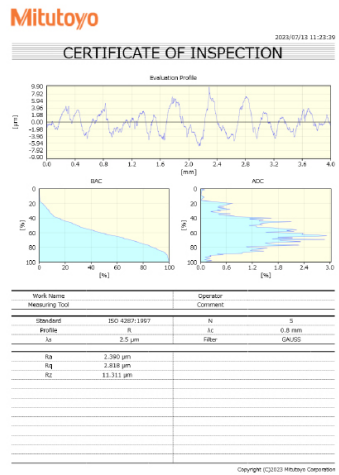 Mitutoyo
2023/07/13 11:23:39
CERTIFICATE OF INSPECTION
Evaluation Profile
[µm]
9.90
7.92
5.94
3.96
1.98
0.00
-1.98
-3.96
-5.94
-7.92
-9.90
0.0 0.4 0.8 1.2 1.6 2.0 2.4 2.8 3.2 3.6 4.0
[mm]
BAC
[%]
0
20
40
60
80
100
0 20 40 60 80 100
[%]
ADC
[%]
0
20
40
60
80
100
0.0 0.6 1.2 1.8 2.4 3.0
[%]
Work Name Operator
Measuring Tool Comment
Standard ISO 4287:1997 N 5
Profile R λc 0.8 mm
λs 2.5 µm Filter GAUSS
Ra 2.390 µm
Rq 2.818 µm
Rz 11.311 µm
Copyright (C)2023 Mitutoyo Corporation